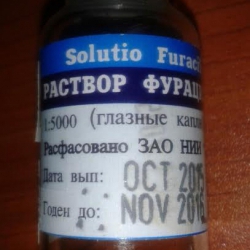 Solutio Furaci
РАСТВОР ФУРАЦ
1:5000 (глазные капл
Расфасовано ЗАО НИИ
Дата вып: OCT 2015
Годен до: NOV 2016